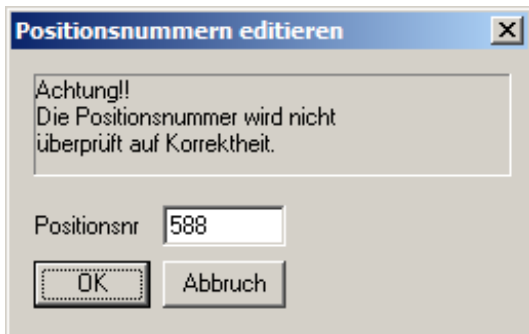 Positionsnummern editieren
Achtung!!
Die Positionsnummer wird nicht
überprüft auf Korrektheit.
Positionsnr 588
OK Abbruch